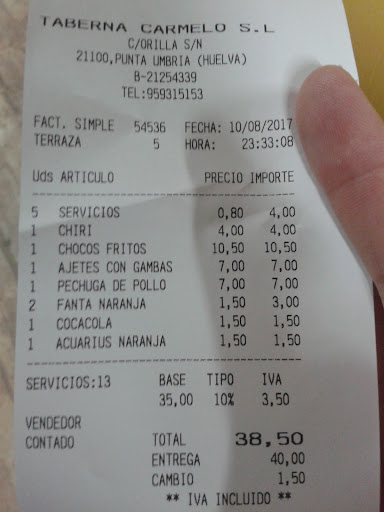 TABERNA CARMELO S.L
C/ORILLA S/N
21100,PUNTA UMBRIA (HUELVA)
B-21254339
TEL:959315153
FACT. SIMPLE 54536 FECHA: 10/08/2017
TERRAZA 5 HORA: 23:33:08
Uds ARTICULO PRECIO IMPORTE
5 SERVICIOS 0,80 4,00
1 CHIRI 4,00 4,00
1 CHOCOS FRITOS 10,50 10,50
1 AJETES CON GAMBAS 7,00 7,00
1 PECHUGA DE POLLO 7,00 7,00
2 FANTA NARANJA 1,50 3,00
1 COCACOLA 1,50 1,50
1 ACUARIUS NARANJA 1,50 1,50
SERVICIOS:13 BASE TIPO IVA
35,00 10% 3,50
VENDEDOR
CONTADO TOTAL 38,50
ENTREGA 40,00
CAMBIO 1,50
** IVA INCLUIDO **